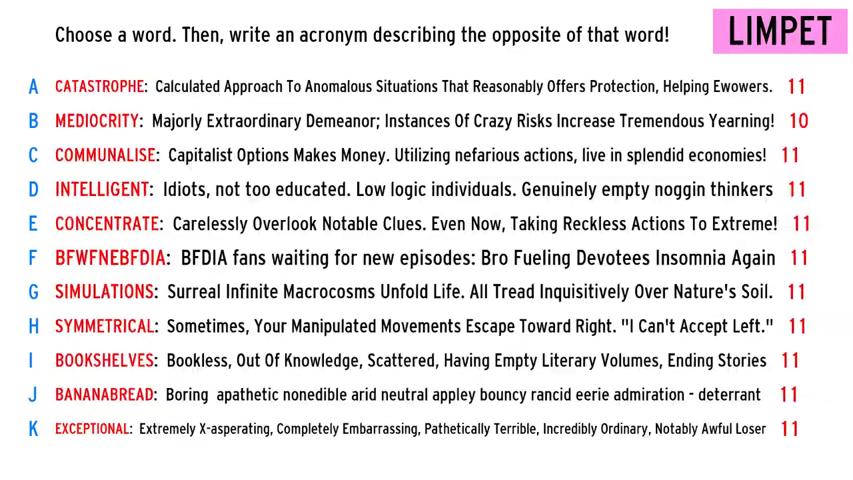 Choose a word. Then, write an acronym describing the opposite of that word!
LIMPET
A CATASTROPHE: Calculated Approach To Anomalous Situations That Reasonably Offers Protection, Helping Ewowers. 11
B MEDIOCRITY: Majorly Extraordinary Demeanor; Instances Of Crazy Risks Increase Tremendous Yearning! 10
C COMMUNALISE: Capitalist Options Makes Money. Utilizing nefarious actions, live in splendid economies! 11
D INTELLIGENT: Idiots, not too educated. Low logic individuals. Genuinely empty noggin thinkers 11
E CONCENTRATE: Carelessly Overlook Notable Clues. Even Now, Taking Reckless Actions To Extreme! 11
F BFWFNEBFDIA: BFDIA fans waiting for new episodes: Bro Fueling Devotees Insomnia Again 11
G SIMULATIONS: Surreal Infinite Macrocosms Unfold Life. All Tread Inquisitively Over Nature's Soil. 11
H SYMMETRICAL: Sometimes, Your Manipulated Movements Escape Toward Right. "I Can't Accept Left." 11
I BOOKSHELVES: Bookless, Out Of Knowledge, Scattered, Having Empty Literary Volumes, Ending Stories 11
J BANANABREAD: Boring apathetic nonedible arid neutral appley bouncy rancid eerie admiration - deterrant 11
K EXCEPTIONAL: Extremely X-asperating, Completely Embarrassing, Pathetically Terrible, Incredibly Ordinary, Notably Awful Loser 11